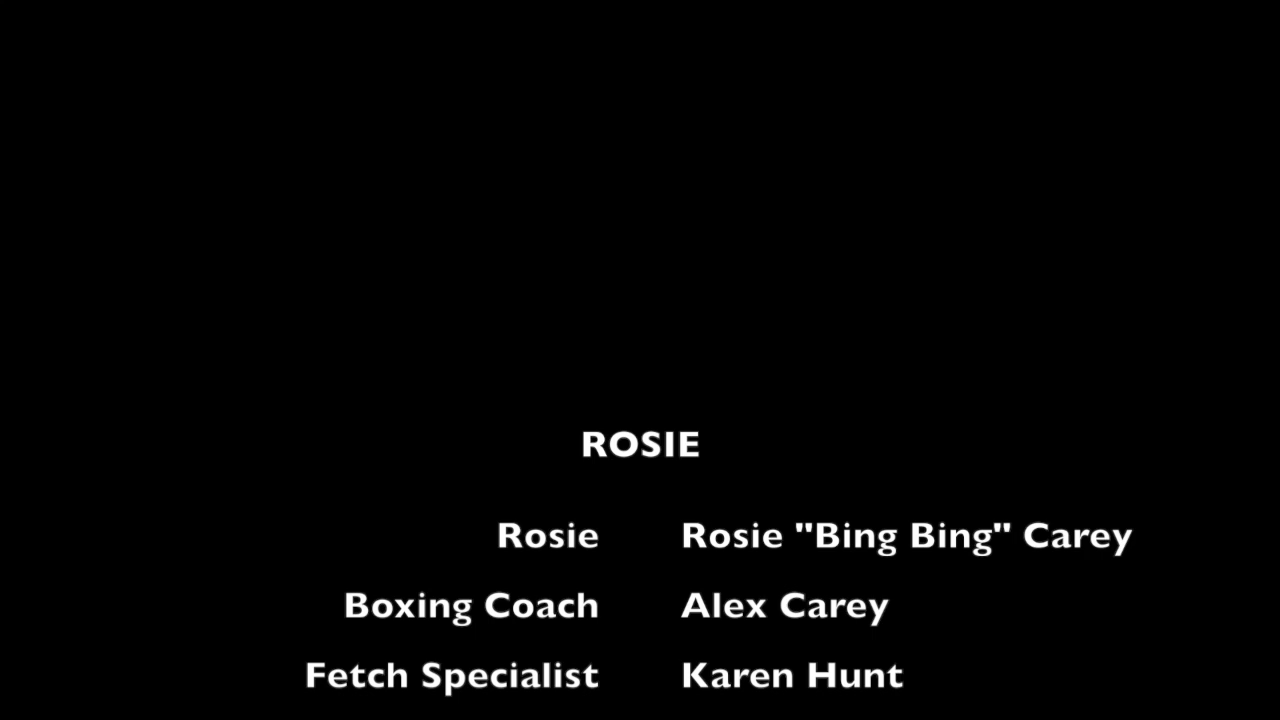 ROSIE
Rosie Rosie "Bing Bing" Carey
Boxing Coach Alex Carey
Fetch Specialist Karen Hunt